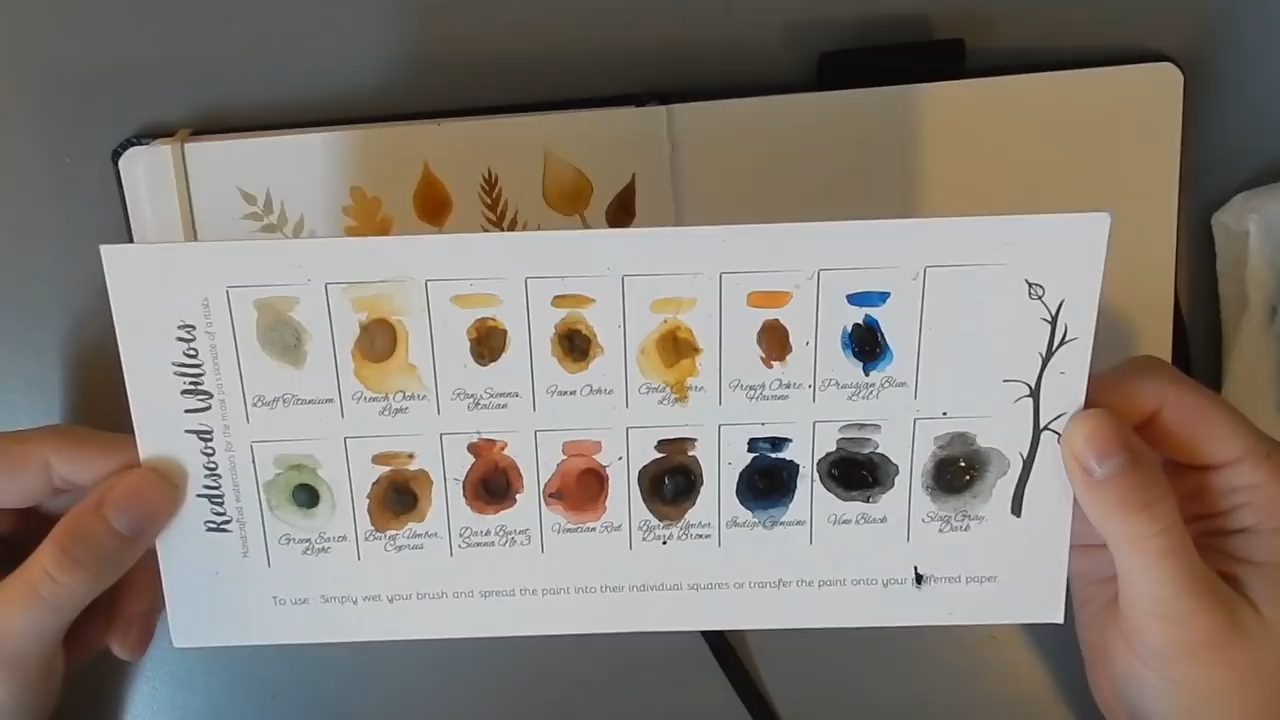 Redwood Willow
Handcrafted watercolors for the most passionate of artists.
Buff Titanium
French Ochre,
Light
Raw Sienna,
Italian
Yann Ochre
Gold Ochre,
Light
French Ochre,
Havane
Prussian Blue,
LUX
Green Earth,
Light
Burnt Umber,
Cyprus
Dark Burnt
Sienna No.3
Venetian Red
Burnt Umber,
Dark Brown
Indigo Genuine
Vine Black
Slate Gray,
Dark
To use : Simply wet your brush and spread the paint into their individual squares or transfer the paint onto your preferred paper.